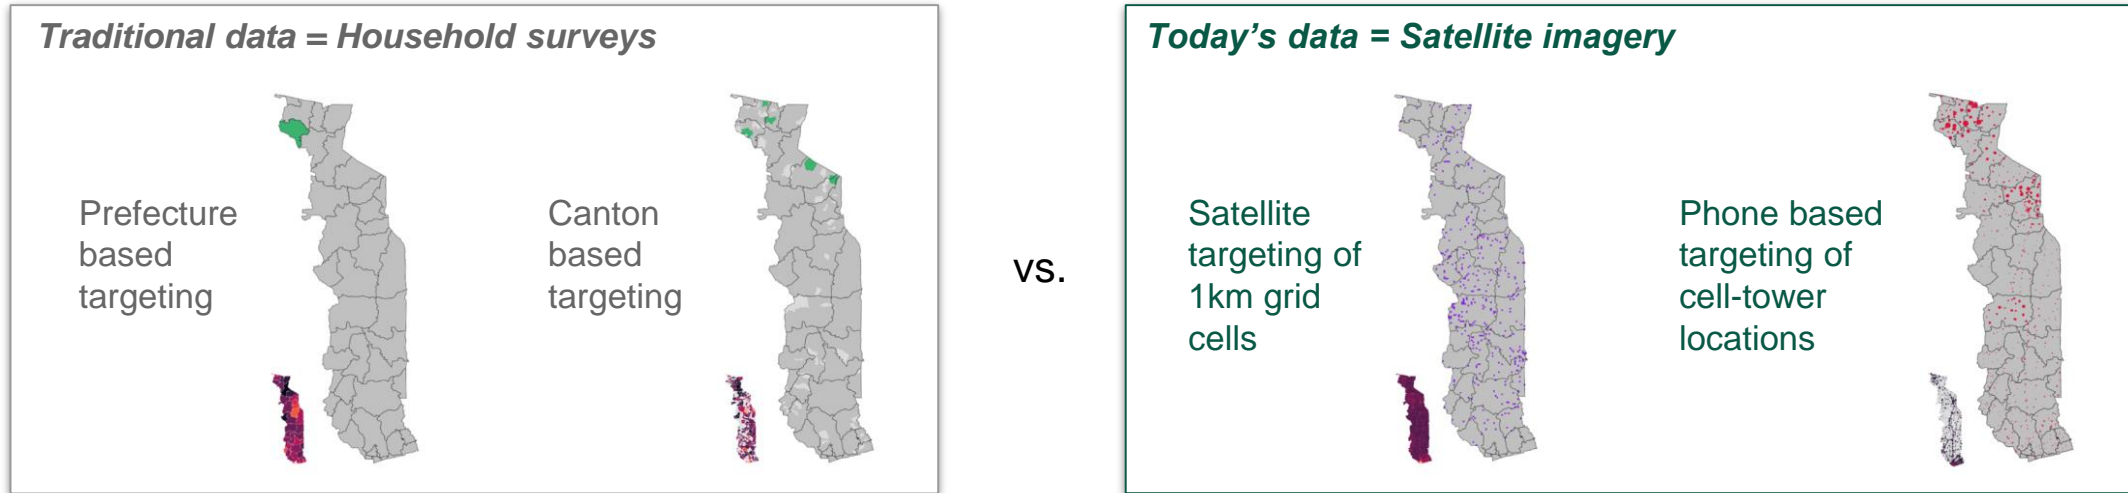 Traditional data = Household surveys
Prefecture
based
targeting
Canton
based
targeting
vs.
Today’s data = Satellite imagery
Satellite
targeting of
1km grid
cells
Phone based
targeting of
cell-tower
locations